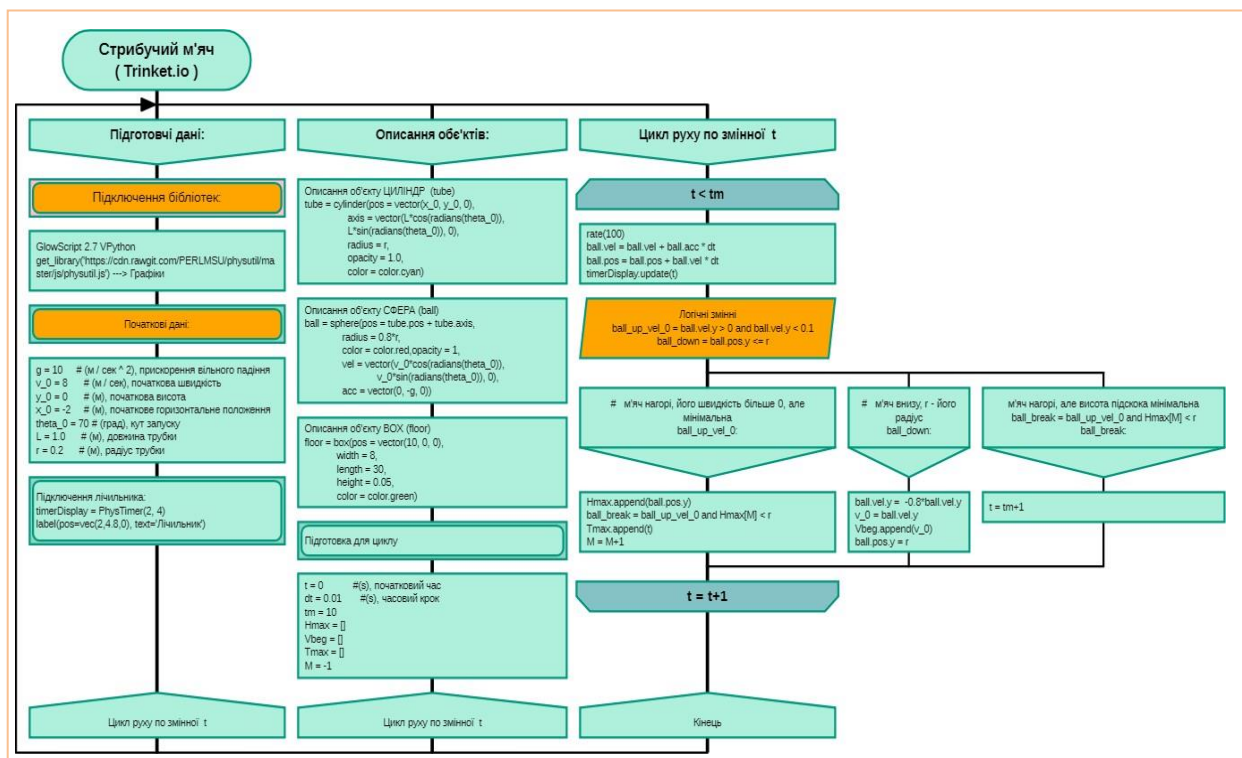 Стрибучий м'яч
( Trinket.io )
Підготовчі дані:
Підключення бібліотек:
GlowScript 2.7 VPython
get_library('https://cdn.rawgit.com/PERLMSU/physutil/ma
ster/js/physutil.js') ---> Графіки
Початкові дані:
g = 10 # (м / сек ^ 2), прискорення вільного падіння
v_0 = 8 # (м / сек), початкова швидкість
y_0 = 0 # (м), початкова висота
x_0 = -2 # (м), початкове горизонтальне положення
theta_0 = 70 # (град), кут запуску
L = 1.0 # (м), довжина трубки
r = 0.2 # (м), радіус трубки
Підключення лічильника:
timerDisplay = PhysTimer(2, 4)
label(pos=vec(2,4.8,0), text='Лічильник')
Цикл руху по змінної t
Описання обє'ктів:
Описання об'єкту ЦИЛІНДР (tube)
tube = cylinder(pos = vector(x_0, y_0, 0),
axis = vector(L*cos(radians(theta_0)),
L*sin(radians(theta_0)), 0),
radius = r,
opacity = 1.0,
color = color.cyan)
Описання об'єкту СФЕРА (ball)
ball = sphere(pos = tube.pos + tube.axis,
radius = 0.8*r,
color = color.red,opacity = 1,
vel = vector(v_0*cos(radians(theta_0)),
v_0*sin(radians(theta_0)), 0),
acc = vector(0, -g, 0))
Описання об'єкту BOX (floor)
floor = box(pos = vector(10, 0, 0),
width = 8,
length = 30,
height = 0.05,
color = color.green)
Підготовка для циклу
t = 0 #(s), початковий час
dt = 0.01 #(s), часовий крок
tm = 10
Hmax = []
Vbeg = []
Tmax = []
M = -1
Цикл руху по змінної t
Цикл руху по змінної t
t < tm
rate(100)
ball.vel = ball.vel + ball.acc * dt
ball.pos = ball.pos + ball.vel * dt
timerDisplay.update(t)
Логічні змінні
ball_up_vel_0 = ball.vel.y > 0 and ball.vel.y < 0.1
ball_down = ball.pos.y <= r
# м'яч нагорі, його швидкість більше 0, але
мінімальна
ball_up_vel_0:
Hmax.append(ball.pos.y)
ball_break = ball_up_vel_0 and Hmax[M] < r
Tmax.append(t)
M = M+1
# м'яч внизу, r - його
радіус
ball_down:
ball.vel.y = -0.8*ball.vel.y
v_0 = ball.vel.y
Vbeg.append(v_0)
ball.pos.y = r
м'яч нагорі, але висота підскока мінімальна
ball_break = ball_up_vel_0 and Hmax[M] < r
ball_break:
t = tm+1
t = t+1
Кінець